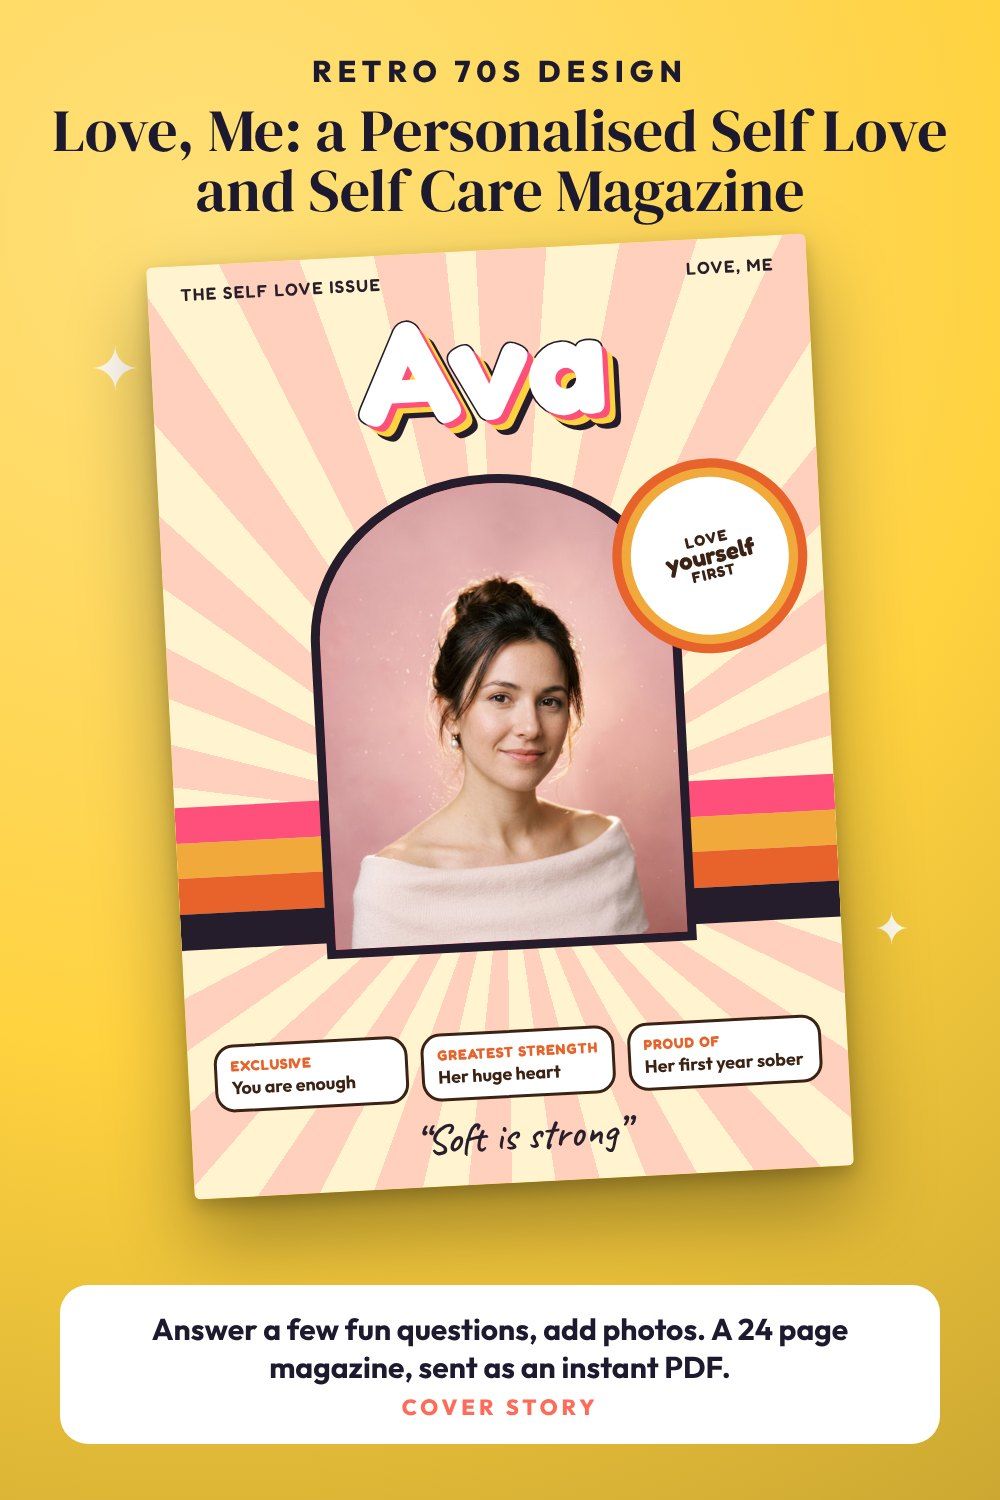 RETRO 70S DESIGN
Love, Me: a Personalised Self Love
and Self Care Magazine
THE SELF LOVE ISSUE
LOVE, ME
Ava
LOVE
yourself
FIRST
EXCLUSIVE
You are enough
GREATEST STRENGTH
Her huge heart
PROUD OF
Her first year sober
“Soft is strong”
Answer a few fun questions, add photos. A 24 page
magazine, sent as an instant PDF.
COVER STORY